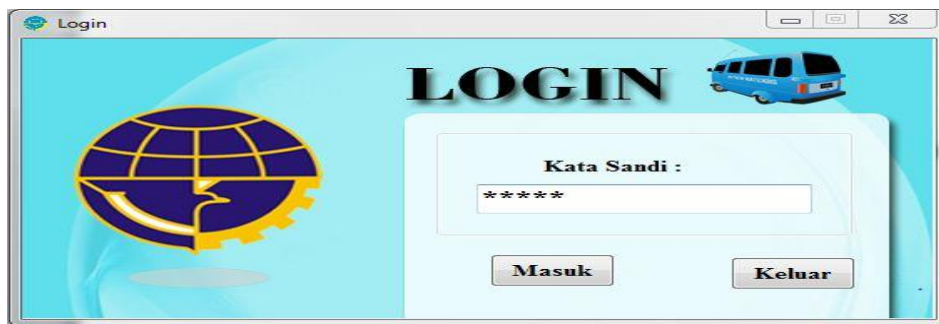 Login
LOGIN
Kata Sandi :
*****
Masuk
Keluar